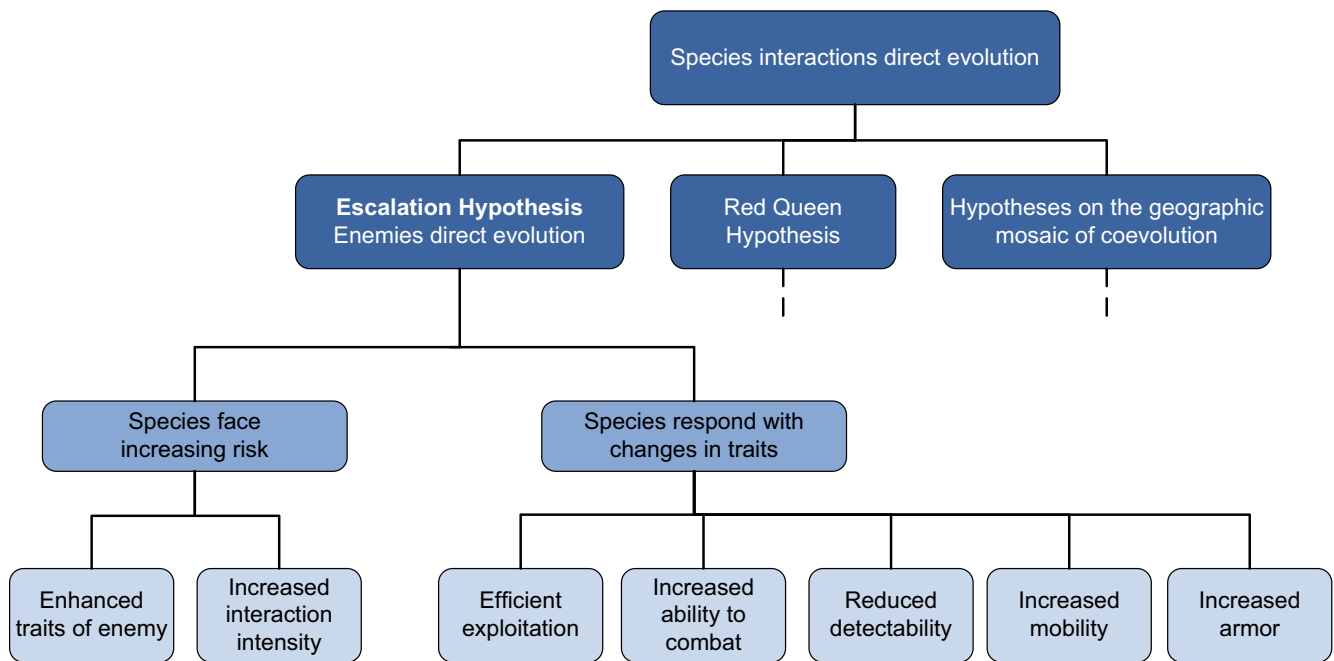 Species interactions direct evolution
Escalation Hypothesis
Enemies direct evolution
Red Queen
Hypothesis
Hypotheses on the geographic
mosaic of coevolution
Species face
increasing risk
Species respond with
changes in traits
Enhanced
traits of enemy
Increased
interaction
intensity
Efficient
exploitation
Increased
ability to
combat
Reduced
detectability
Increased
mobility
Increased
armor